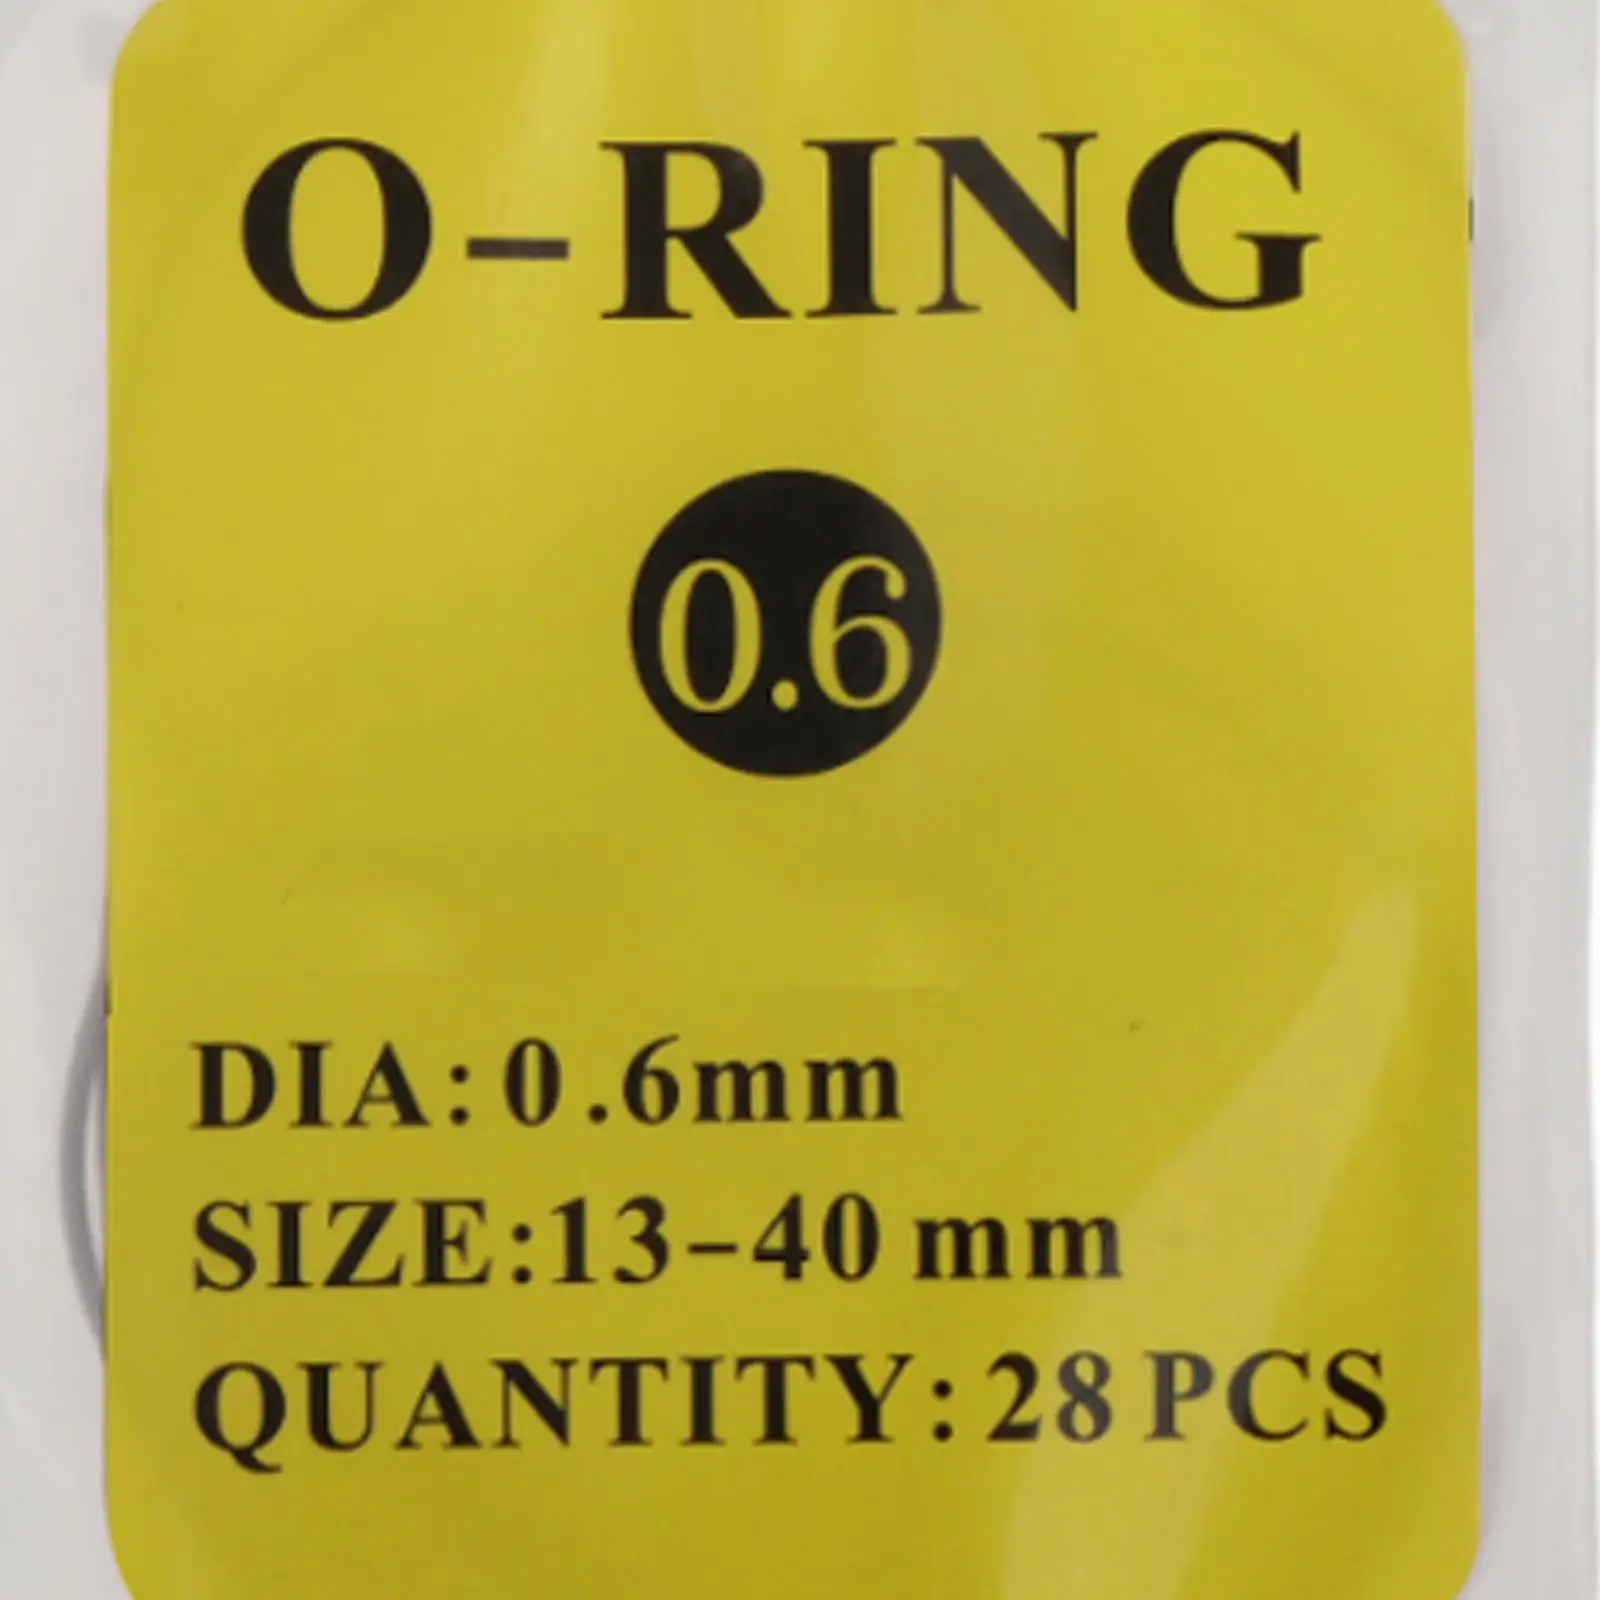 O-RING
0.6
DIA: 0.6mm
SIZE:13-40 mm
QUANTITY: 28 PCS